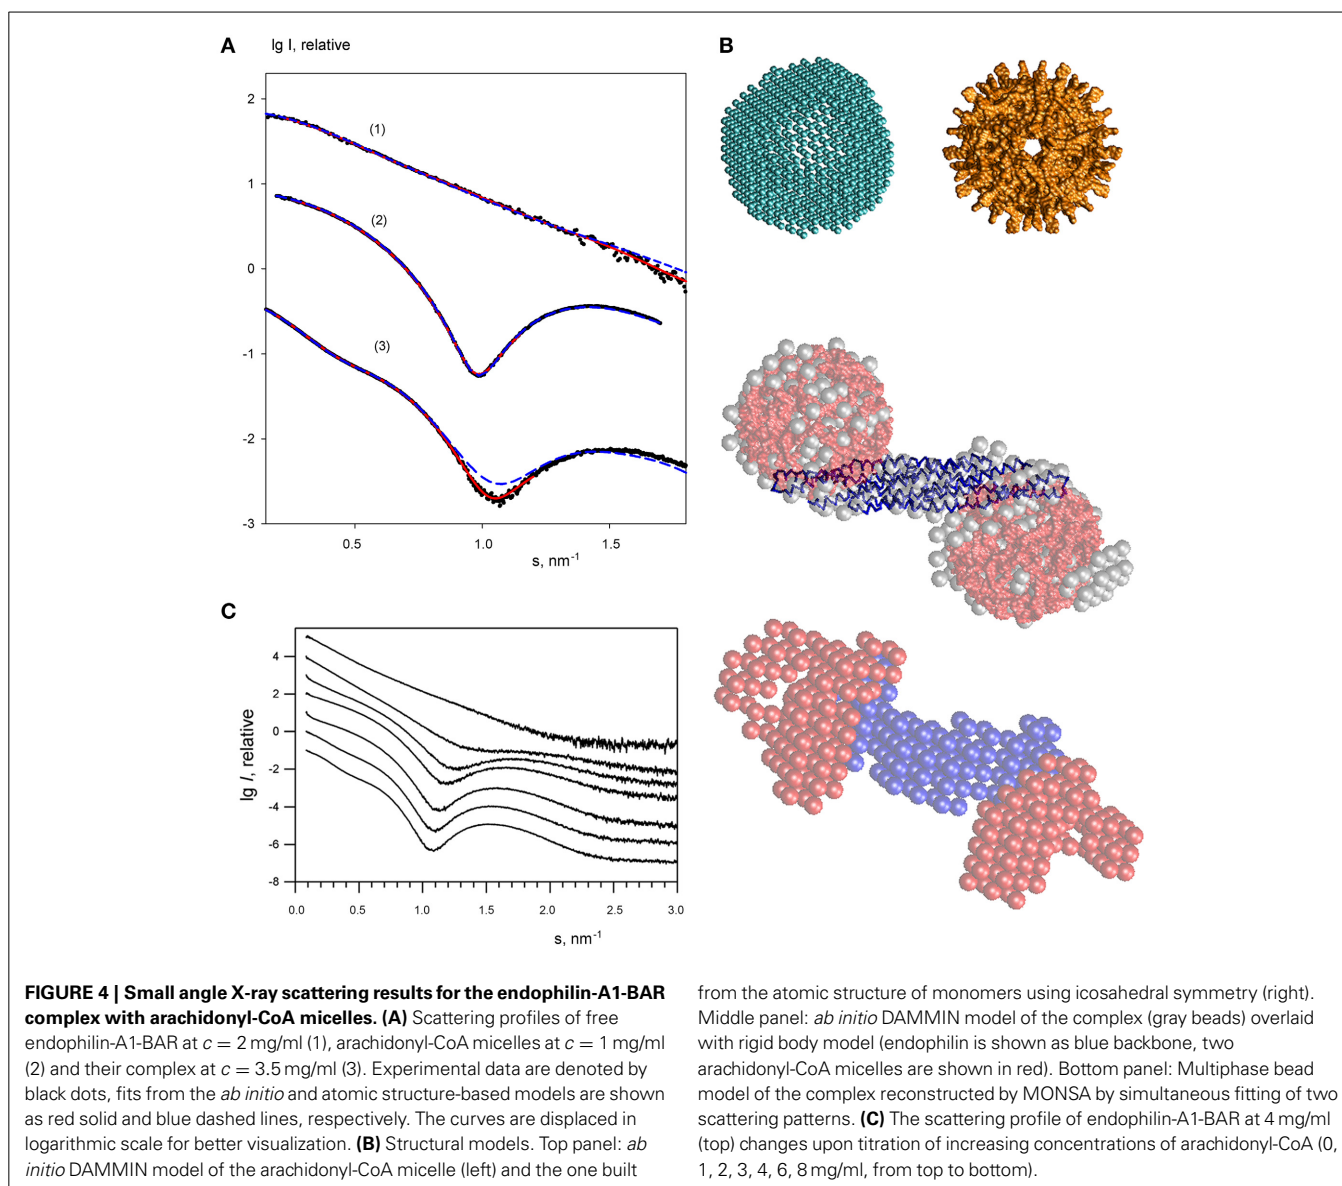 A
lg I, relative
2
1
0
-1
-2
-3
(1)
(2)
(3)
0.5
1.0
1.5
s, nm-1
B
C
lg I, relative
4
2
0
-2
-4
-6
-8
0.0
0.5
1.0
1.5
2.0
2.5
3.0
s, nm-1
FIGURE 4 | Small angle X-ray scattering results for the endophilin-A1-BAR
complex with arachidonyl-CoA micelles. (A) Scattering profiles of free
endophilin-A1-BAR at c = 2 mg/ml (1), arachidonyl-CoA micelles at c = 1 mg/ml
(2) and their complex at c = 3.5 mg/ml (3). Experimental data are denoted by
black dots, fits from the ab initio and atomic structure-based models are shown
as red solid and blue dashed lines, respectively. The curves are displaced in
logarithmic scale for better visualization. (B) Structural models. Top panel: ab
initio DAMMIN model of the arachidonyl-CoA micelle (left) and the one built
from the atomic structure of monomers using icosahedral symmetry (right).
Middle panel: ab initio DAMMIN model of the complex (gray beads) overlaid
with rigid body model (endophilin is shown as blue backbone, two
arachidonyl-CoA micelles are shown in red). Bottom panel: Multiphase bead
model of the complex reconstructed by MONSA by simultaneous fitting of two
scattering patterns. (C) The scattering profile of endophilin-A1-BAR at 4 mg/ml
(top) changes upon titration of increasing concentrations of arachidonyl-CoA (0,
1, 2, 3, 4, 6, 8 mg/ml, from top to bottom).